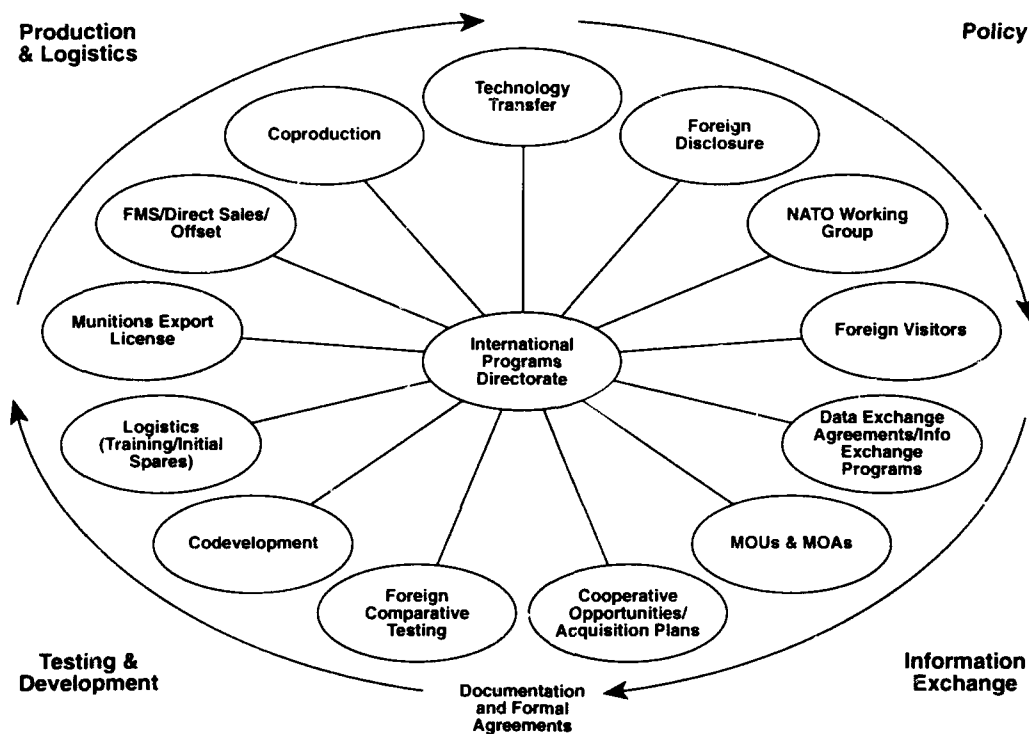 Production
& Logistics
Policy
Technology
Transfer
Coproduction
Foreign
Disclosure
FMS/Direct Sales/
Offset
NATO Working
Group
Munitions Export
License
International
Programs
Directorate
Foreign Visitors
Logistics
(Training/Initial
Spares)
Data Exchange
Agreements/Info
Exchange
Programs
Codevelopment
MOUs & MOAs
Foreign
Comparative
Testing
Cooperative
Opportunities/
Acquisition Plans
Testing &
Development
Documentation
and Formal
Agreements
Information
Exchange